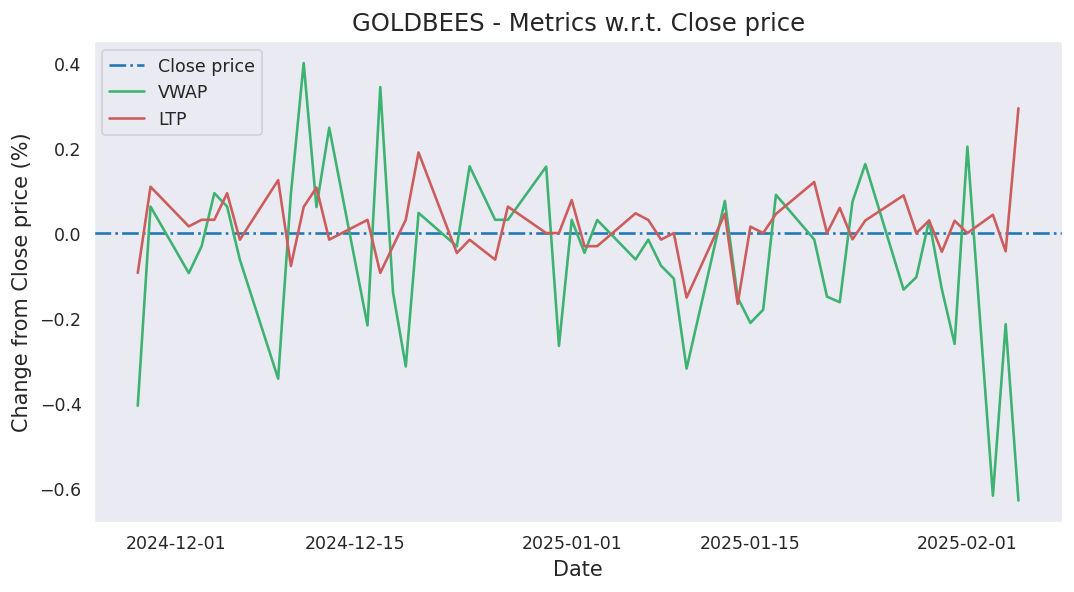 GOLDBEES - Metrics w.r.t. Close price
Close price
VWAP
LTP
Change from Close price (%)
0.4
0.2
0.0
−0.2
−0.4
−0.6
2024-12-01
2024-12-15
2025-01-01
2025-01-15
2025-02-01
Date